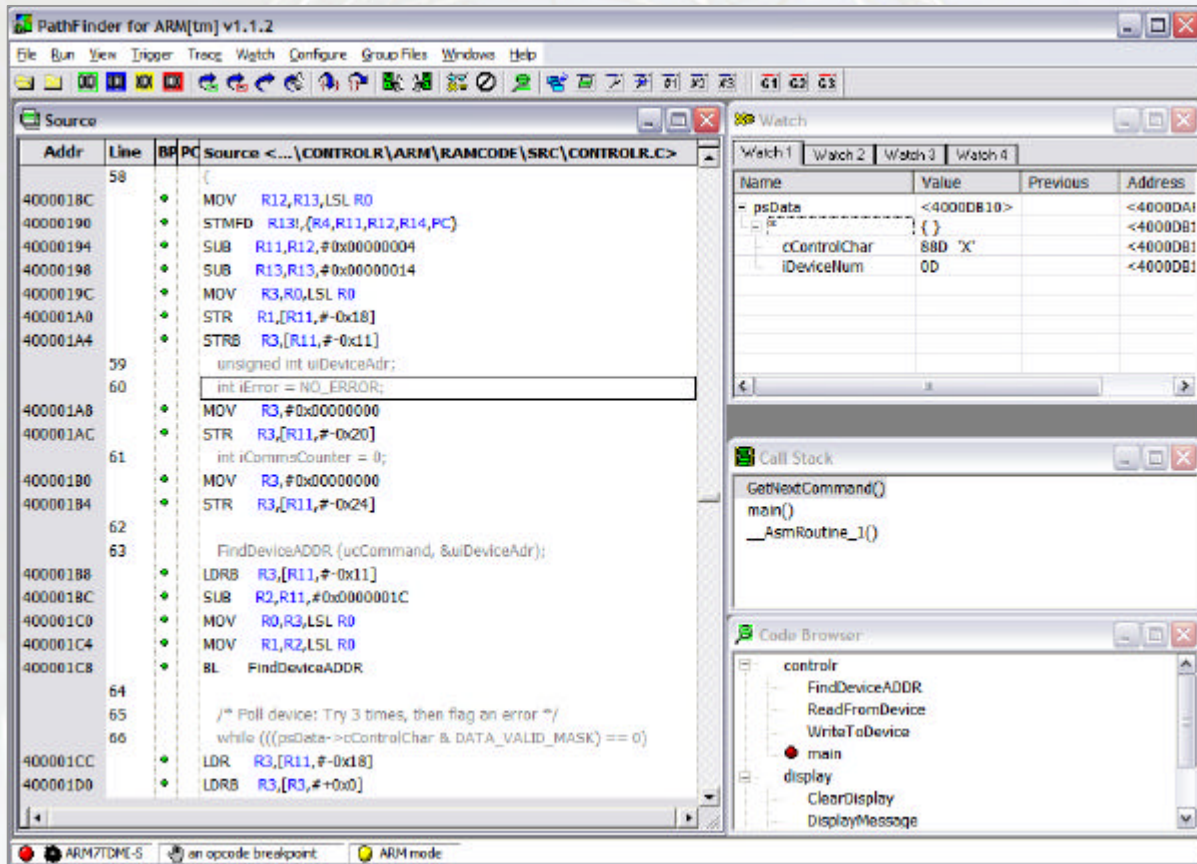 PathFinder for ARM[tm] v1.1.2
File Run View Trigger Trace Watch Configure Group Files Windows Help
G1 G2 G3
Source
Addr Line BP PC Source <...\CONTROLR\ARM\RAMCODE\SRC\CONTROLR.C>
58 {
4000018C MOV R12,R13,LSL R0
40000190 STMFD R13!,{R4,R11,R12,R14,PC}
40000194 SUB R11,R12,#0x00000004
40000198 SUB R13,R13,#0x00000014
4000019C MOV R3,R0,LSL R0
400001A0 STR R1,[R11,#-0x18]
400001A4 STRB R3,[R11,#-0x11]
59 unsigned int uiDeviceAdr;
60 int iError = NO_ERROR;
400001A8 MOV R3,#0x00000000
400001AC STR R3,[R11,#-0x20]
61 int iCommsCounter = 0;
400001B0 MOV R3,#0x00000000
400001B4 STR R3,[R11,#-0x24]
62
63 FindDeviceADDR (ucCommand, &uiDeviceAdr);
400001B8 LDRB R3,[R11,#-0x11]
400001BC SUB R2,R11,#0x0000001C
400001C0 MOV R0,R3,LSL R0
400001C4 MOV R1,R2,LSL R0
400001C8 BL FindDeviceADDR
64
65 /* Poll device: Try 3 times, then flag an error */
66 while (((psData->cControlChar & DATA_VALID_MASK) == 0)
400001CC LDR R3,[R11,#-0x18]
400001D0 LDRB R3,[R3,#+0x0]
Watch
Watch 1 Watch 2 Watch 3 Watch 4
Name Value Previous Address
psData <4000DB10> <4000DA
* { } <4000DB1
cControlChar 88D 'X' <4000DB1
iDeviceNum 0D <4000DB1
Call Stack
GetNextCommand()
main()
__AsmRoutine_1()
Code Browser
controlr
FindDeviceADDR
ReadFromDevice
WriteToDevice
main
display
ClearDisplay
DisplayMessage
ARM7TDMI-S an opcode breakpoint ARM mode